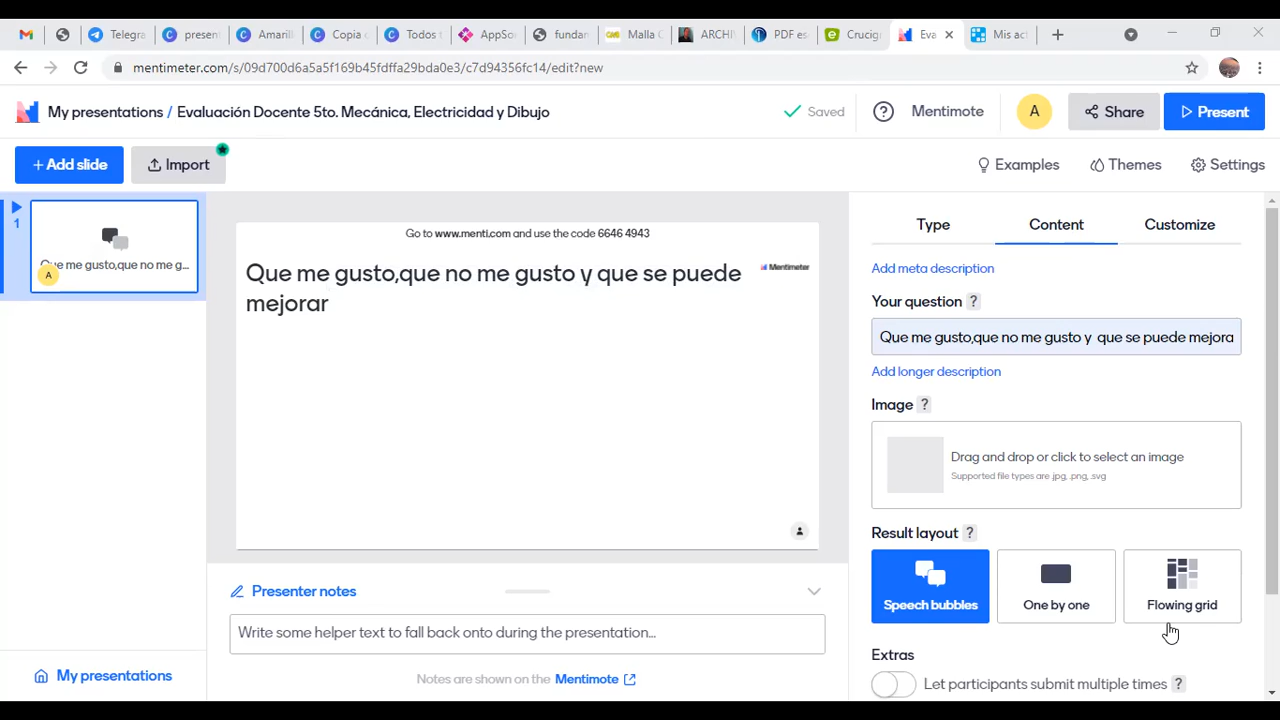 Telegra
present
Amaril
Copia
Todos
AppSo
fundan
Malla C
ARCHI
PDF es
Crucig
Eva
Mis ac
mentimeter.com/s/09d700d6a5a5f169b45fdffa29bda0e3/c7d94356fc14/edit?new
My presentations / Evaluación Docente 5to. Mecánica, Electricidad y Dibujo
Saved
Mentimote
A
Share
Present
+ Add slide
Import
Examples
Themes
Settings
1
Que me gusto,que no me g...
A
Go to www.menti.com and use the code 6646 4943
Que me gusto,que no me gusto y que se puede
mejorar
Mentimeter
Type
Content
Customize
Add meta description
Your question ?
Que me gusto,que no me gusto y que se puede mejora
Add longer description
Image ?
Drag and drop or click to select an image
Supported file types are .jpg, .png, .svg
Result layout ?
Speech bubbles
One by one
Flowing grid
Extras
Let participants submit multiple times ?
Presenter notes
Write some helper text to fall back onto during the presentation...
Notes are shown on the Mentimote
My presentations